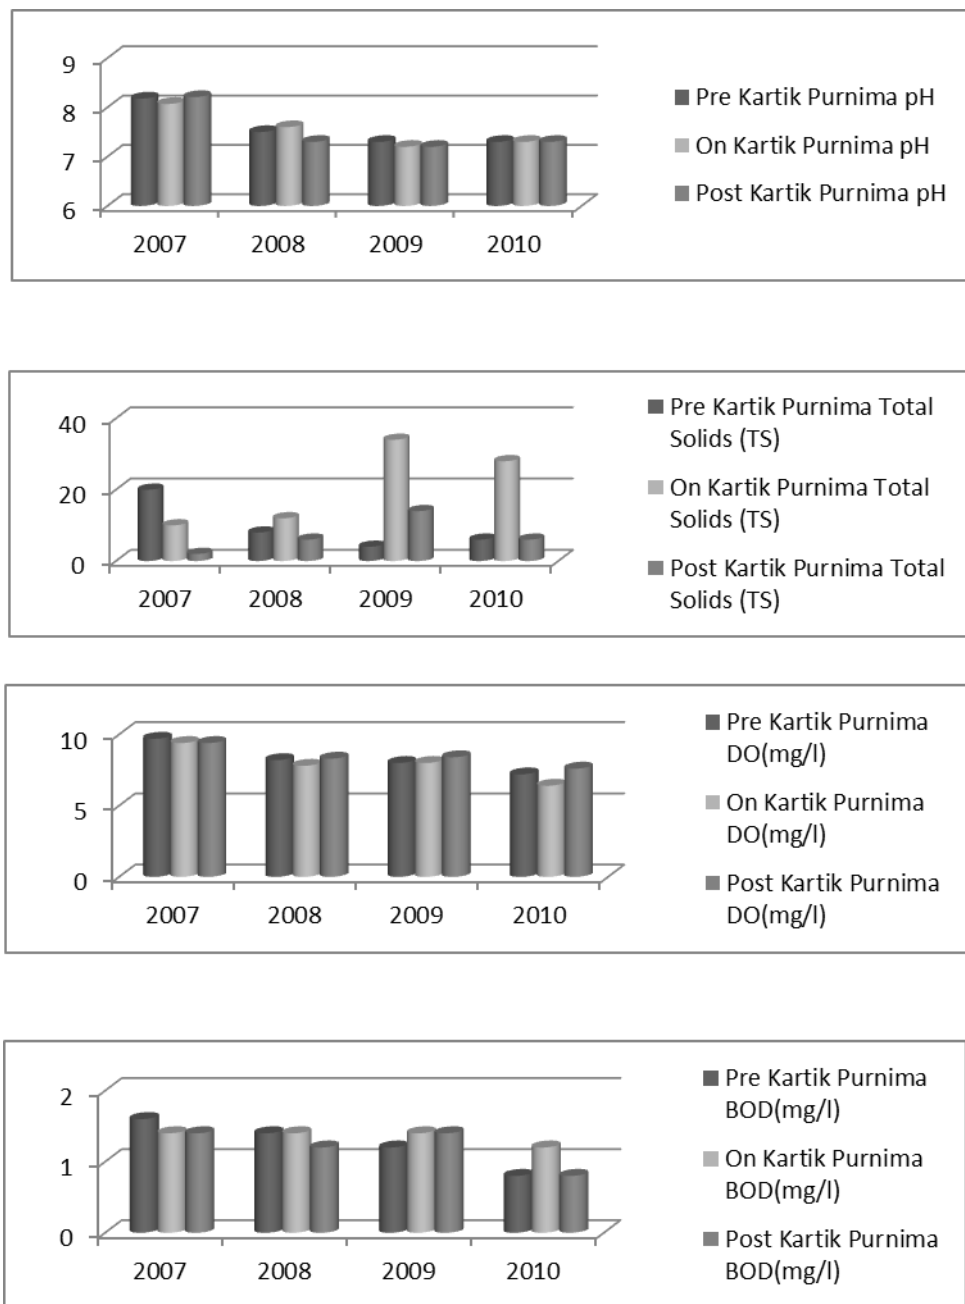 9
8
7
6
2007 2008 2009 2010
Pre Kartik Purnima pH
On Kartik Purnima pH
Post Kartik Purnima pH
40
20
0
2007 2008 2009 2010
Pre Kartik Purnima Total
Solids (TS)
On Kartik Purnima Total
Solids (TS)
Post Kartik Purnima Total
Solids (TS)
10
5
0
2007 2008 2009 2010
Pre Kartik Purnima
DO(mg/l)
On Kartik Purnima
DO(mg/l)
Post Kartik Purnima
DO(mg/l)
2
1
0
2007 2008 2009 2010
Pre Kartik Purnima
BOD(mg/l)
On Kartik Purnima
BOD(mg/l)
Post Kartik Purnima
BOD(mg/l)